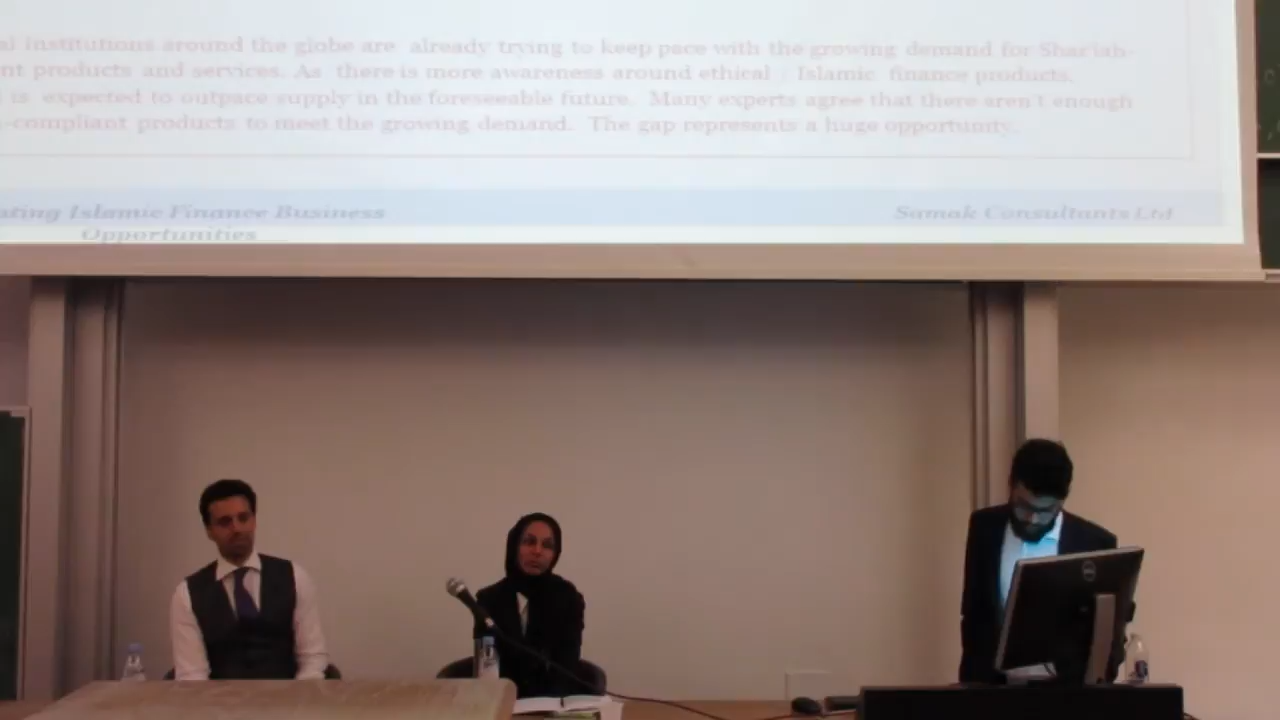 al institutions around the globe are already trying to keep pace with the growing demand for Shar'iah-
nt products and services. As there is more awareness around ethical / Islamic finance products,
is expected to outpace supply in the foreseeable future. Many experts agree that there aren't enough
-compliant products to meet the growing demand. The gap represents a huge opportunity.
ating Islamic Finance Business
Opportunities
Samak Consultants Ltd
DELL